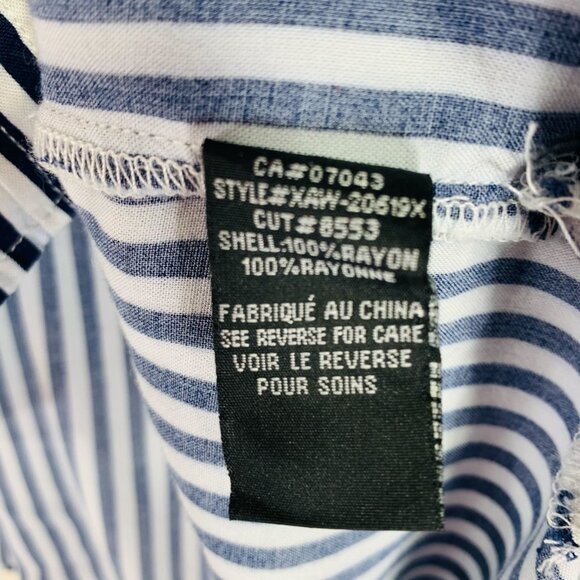 CA#07043
STYLE#XAW-20619X
CUT#8553
SHELL:100%RAYON
100%RAYONNE
FABRIQUÉ AU CHINA
SEE REVERSE FOR CARE
VOIR LE REVERSE
POUR SOINS